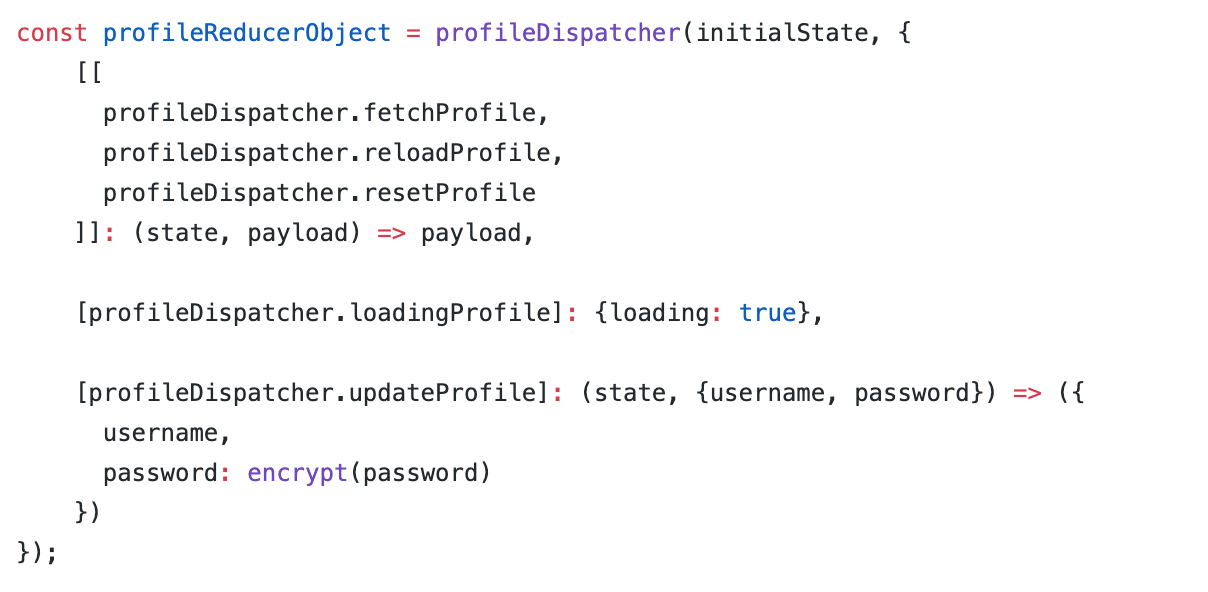 const profileReducerObject = profileDispatcher(initialState, {
    [[
      profileDispatcher.fetchProfile,
      profileDispatcher.reloadProfile,
      profileDispatcher.resetProfile
    ]]: (state, payload) => payload,

    [profileDispatcher.loadingProfile]: {loading: true},

    [profileDispatcher.updateProfile]: (state, {username, password}) => ({
      username,
      password: encrypt(password)
    })
});